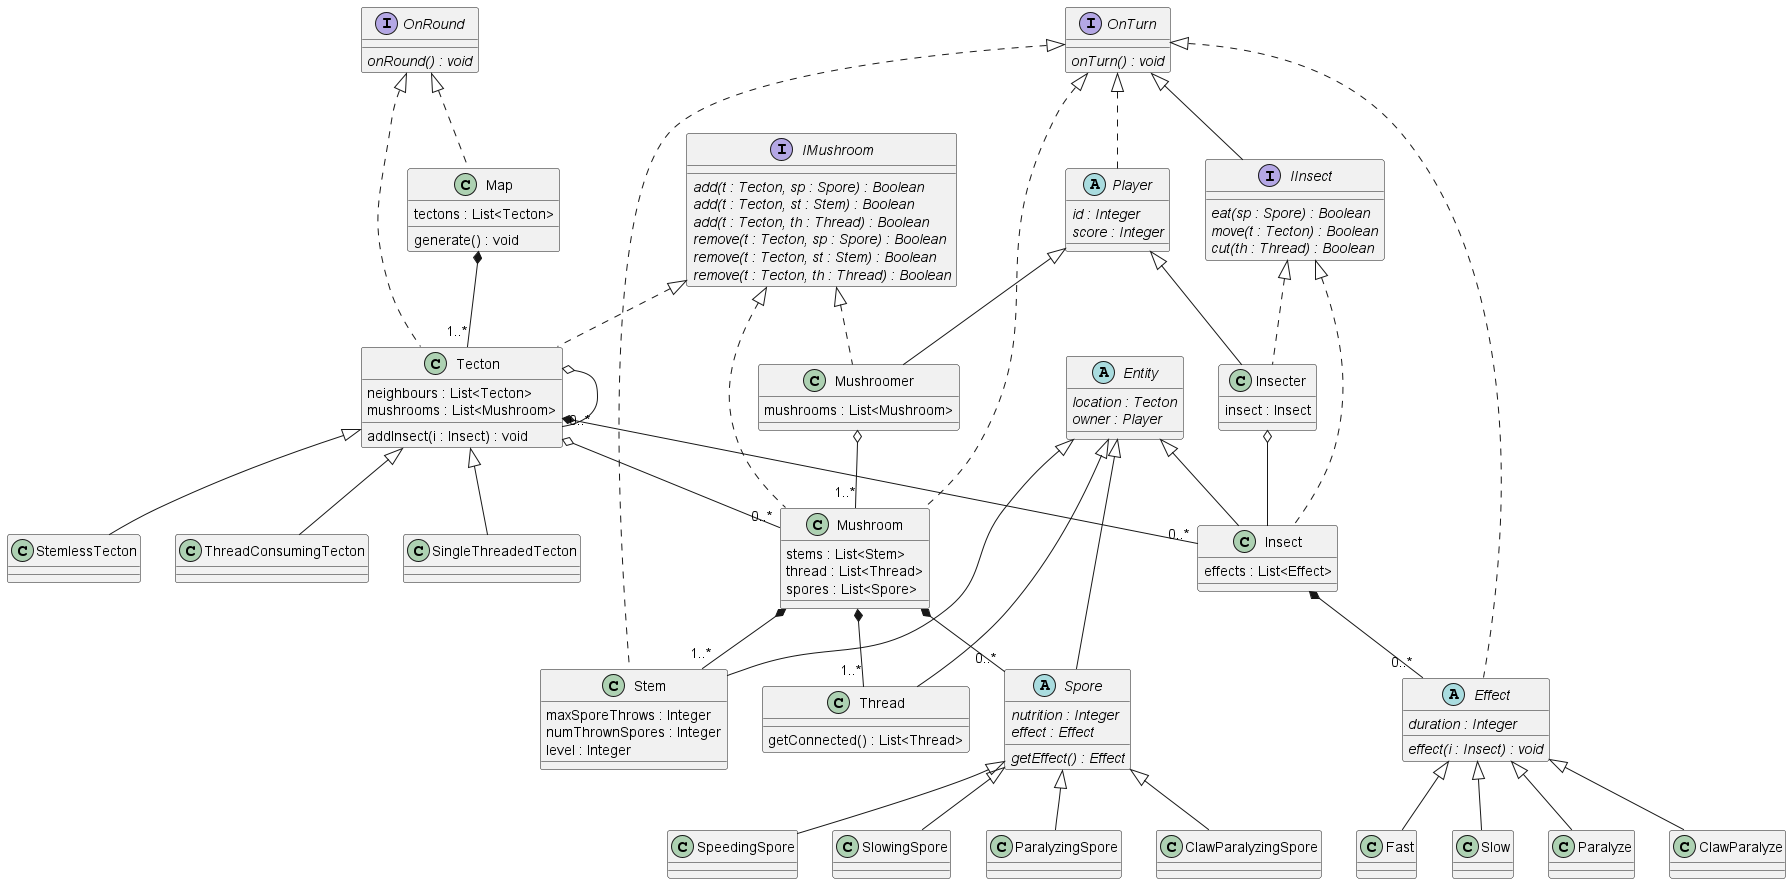 I OnRound
onRound() : void
I OnTurn
onTurn() : void
C Map
tectons : List<Tecton>
generate() : void
I IMushroom
add(t : Tecton, sp : Spore) : Boolean
add(t : Tecton, st : Stem) : Boolean
add(t : Tecton, th : Thread) : Boolean
remove(t : Tecton, sp : Spore) : Boolean
remove(t : Tecton, st : Stem) : Boolean
remove(t : Tecton, th : Thread) : Boolean
A Player
id : Integer
score : Integer
I IInsect
eat(sp : Spore) : Boolean
move(t : Tecton) : Boolean
cut(th : Thread) : Boolean
1..*
C Tecton
neighbours : List<Tecton>
mushrooms : List<Mushroom>
addInsect(i : Insect) : void
0..*
C Mushroomer
mushrooms : List<Mushroom>
A Entity
location : Tecton
owner : Player
C Insecter
insect : Insect
1..*
0..*
0..*
C StemlessTecton
C ThreadConsumingTecton
C SingleThreadedTecton
C Mushroom
stems : List<Stem>
thread : List<Thread>
spores : List<Spore>
C Insect
effects : List<Effect>
1..*
1..*
0..*
0..*
C Stem
maxSporeThrows : Integer
numThrownSpores : Integer
level : Integer
C Thread
getConnected() : List<Thread>
A Spore
nutrition : Integer
effect : Effect
getEffect() : Effect
A Effect
duration : Integer
effect(i : Insect) : void
C SpeedingSpore
C SlowingSpore
C ParalyzingSpore
C ClawParalyzingSpore
C Fast
C Slow
C Paralyze
C ClawParalyze